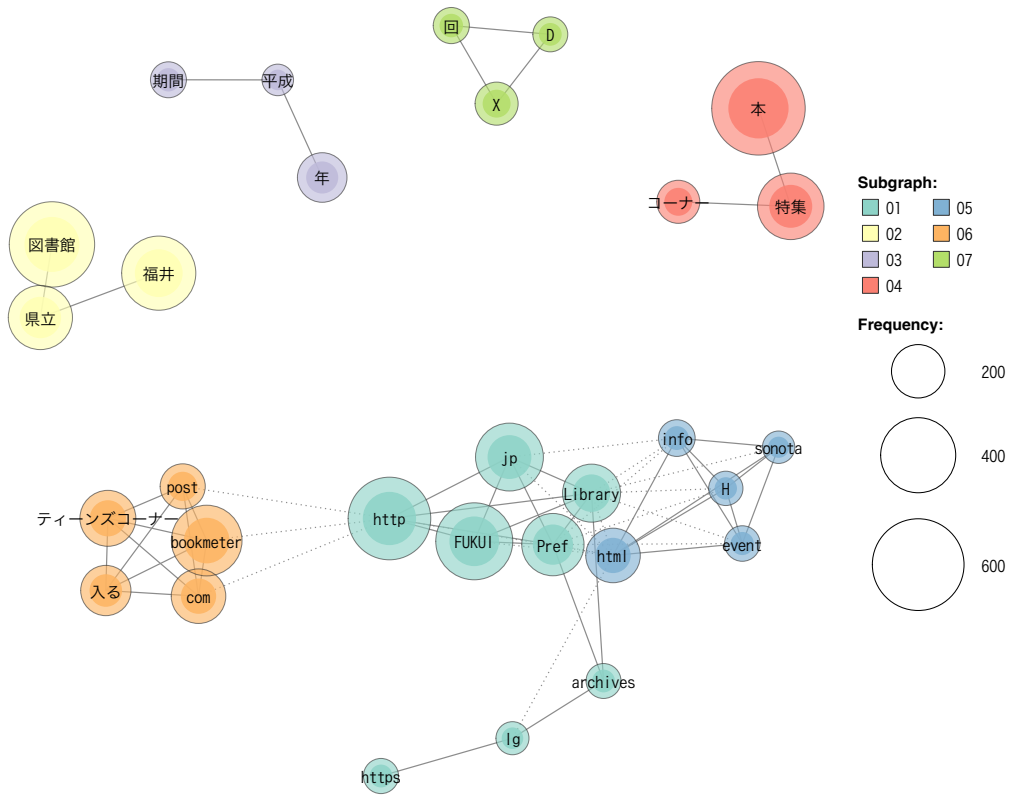 回
D
X
期間
平成
年
本
コーナー
特集
図書館
福井
県立
Subgraph:
01
02
03
04
05
06
07
Frequency:
200
400
600
post
ティーンズコーナー
bookmeter
入る
com
http
jp
FUKUI
Library
Pref
html
info
sonota
H
event
archives
lg
https